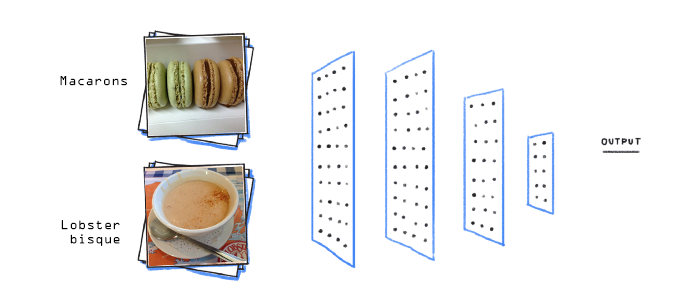 Macarons
Lobster
bisque
OUTPUT